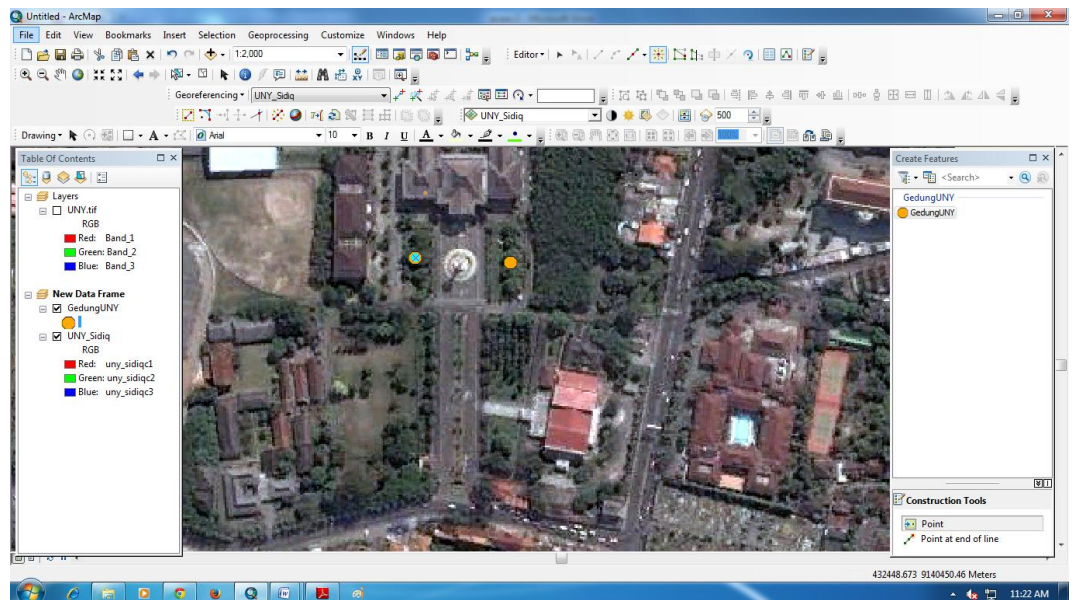 Untitled - ArcMap
File Edit View Bookmarks Insert Selection Geoprocessing Customize Windows Help
1:2,000 Editor
Georeferencing UNY_Sidiq
UNY_Sidiq 500
Drawing A Arial 10 B I U A
Table Of Contents
Layers
UNY.tif
RGB
Red: Band_1
Green: Band_2
Blue: Band_3
New Data Frame
GedungUNY
UNY_Sidiq
RGB
Red: uny_sidiqc1
Green: uny_sidiqc2
Blue: uny_sidiqc3
Create Features
<Search>
GedungUNY
GedungUNY
Construction Tools
Point
Point at end of line
432448.673 9140450.46 Meters
11:22 AM